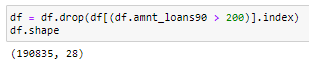 df = df.drop(df[(df.amnt_loans90 > 200)].index)
df.shape
(190835, 28)